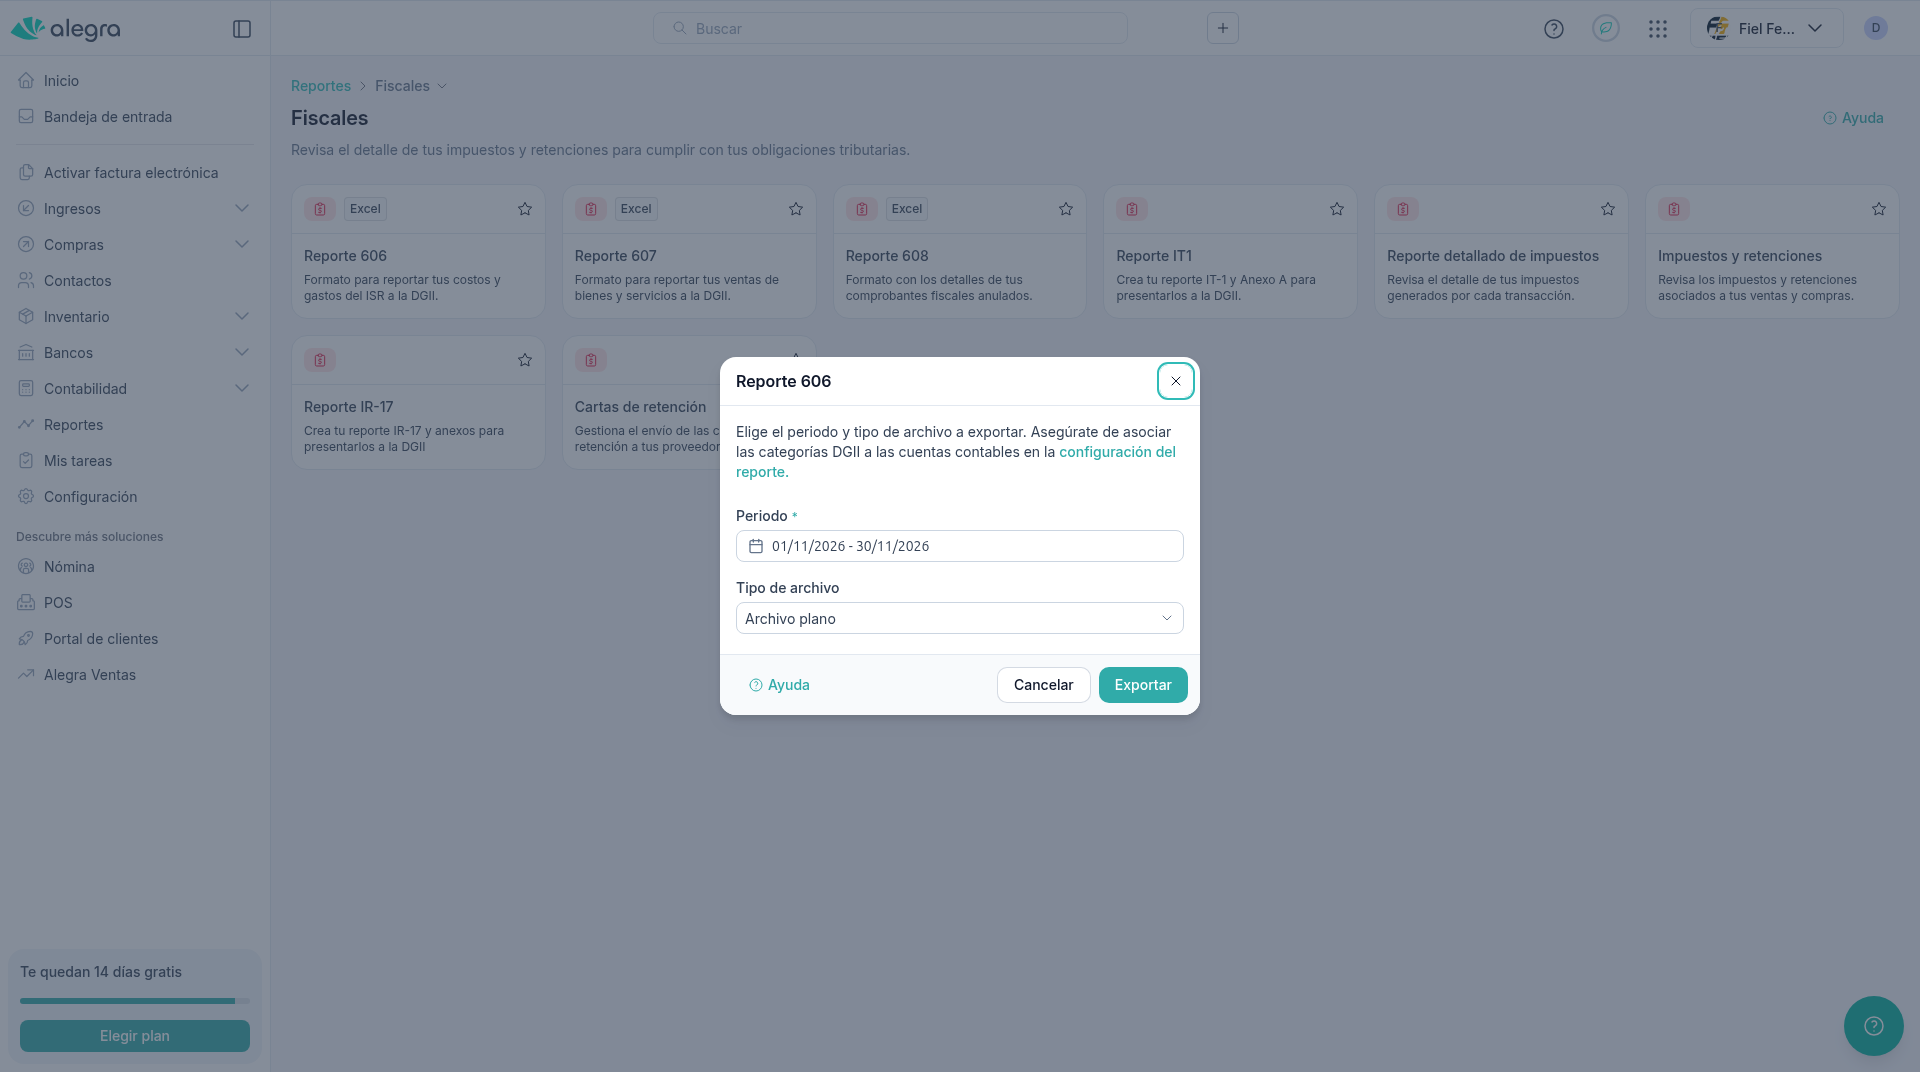 alegra
Buscar
Fiel Fe...
D
Inicio
Bandeja de entrada
Activar factura electrónica
Ingresos
Compras
Contactos
Inventario
Bancos
Contabilidad
Reportes
Mis tareas
Configuración
Descubre más soluciones
Nómina
POS
Portal de clientes
Alegra Ventas
Te quedan 14 días gratis
Elegir plan
Reportes > Fiscales
Fiscales
Ayuda
Revisa el detalle de tus impuestos y retenciones para cumplir con tus obligaciones tributarias.
Excel
Reporte 606
Formato para reportar tus costos y
gastos del ISR a la DGII.
Excel
Reporte 607
Formato para reportar tus ventas de
bienes y servicios a la DGII.
Excel
Reporte 608
Formato con los detalles de tus
comprobantes fiscales anulados.
Reporte IT1
Crea tu reporte IT-1 y Anexo A para
presentarlos a la DGII.
Reporte detallado de impuestos
Revisa el detalle de tus impuestos
generados por cada transacción.
Impuestos y retenciones
Revisa los impuestos y retenciones
asociados a tus ventas y compras.
Reporte IR-17
Crea tu reporte IR-17 y anexos para
presentarlos a la DGII
Cartas de retención
Gestiona el envío de las c
retención a tus proveedor
Reporte 606
Elige el periodo y tipo de archivo a exportar. Asegúrate de asociar
las categorías DGII a las cuentas contables en la configuración del
reporte.
Periodo *
01/11/2026 - 30/11/2026
Tipo de archivo
Archivo plano
Ayuda
Cancelar
Exportar